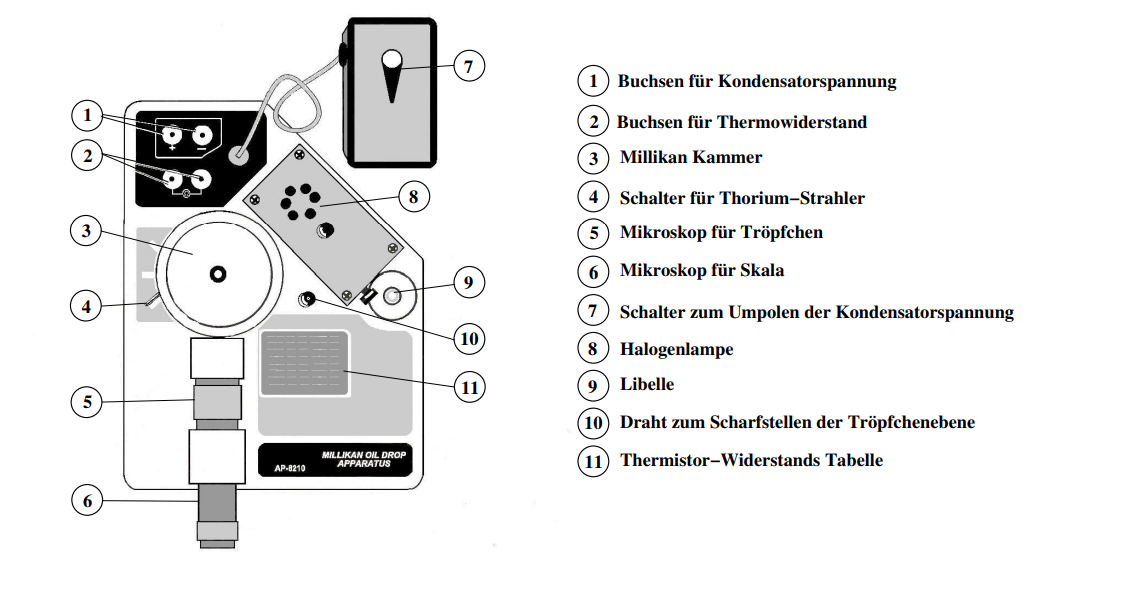 1
2
3
4
5
6
7
8
9
10
11
+
−
MILLIKAN OIL DROP
APPARATUS
AP-8210
1 Buchsen für Kondensatorspannung
2 Buchsen für Thermowiderstand
3 Millikan Kammer
4 Schalter für Thorium−Strahler
5 Mikroskop für Tröpfchen
6 Mikroskop für Skala
7 Schalter zum Umpolen der Kondensatorspannung
8 Halogenlampe
9 Libelle
10 Draht zum Scharfstellen der Tröpfchenebene
11 Thermistor−Widerstands Tabelle